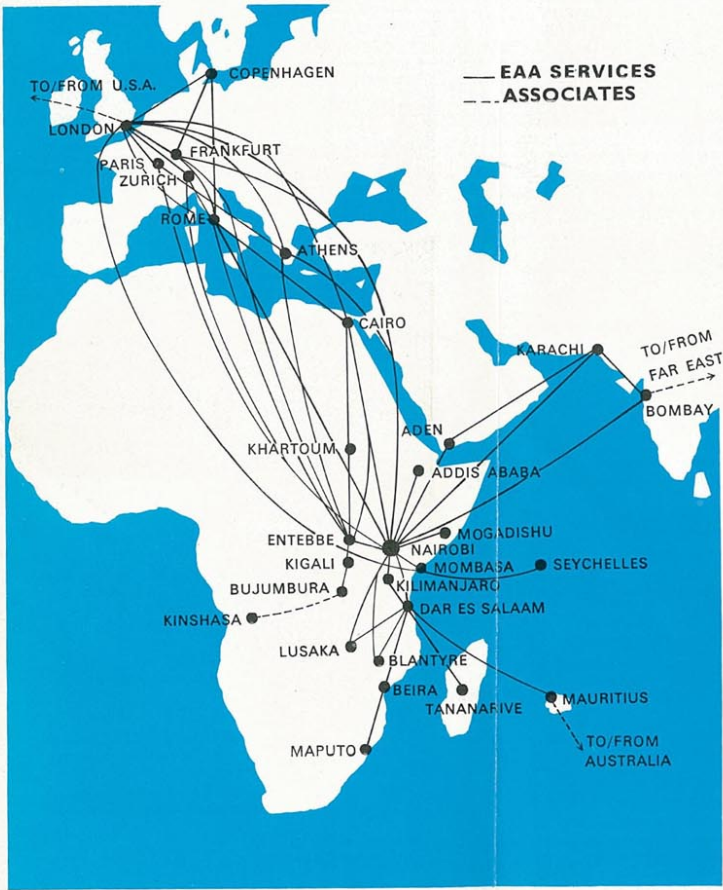 COPENHAGEN
EAA SERVICES
ASSOCIATES
TO/FROM U.S.A.
LONDON
FRANKFURT
PARIS
ZURICH
ROME
ATHENS
CAIRO
KARACHI
TO/FROM
FAR EAST
BOMBAY
ADEN
KHARTOUM
ADDIS ABABA
MOGADISHU
ENTEBBE
NAIROBI
KIGALI
MOMBASA
SEYCHELLES
BUJUMBURA
KILIMANJARO
KINSHASA
DAR ES SALAAM
LUSAKA
BLANTYRE
BEIRA
TANANARIVE
MAURITIUS
MAPUTO
TO/FROM
AUSTRALIA